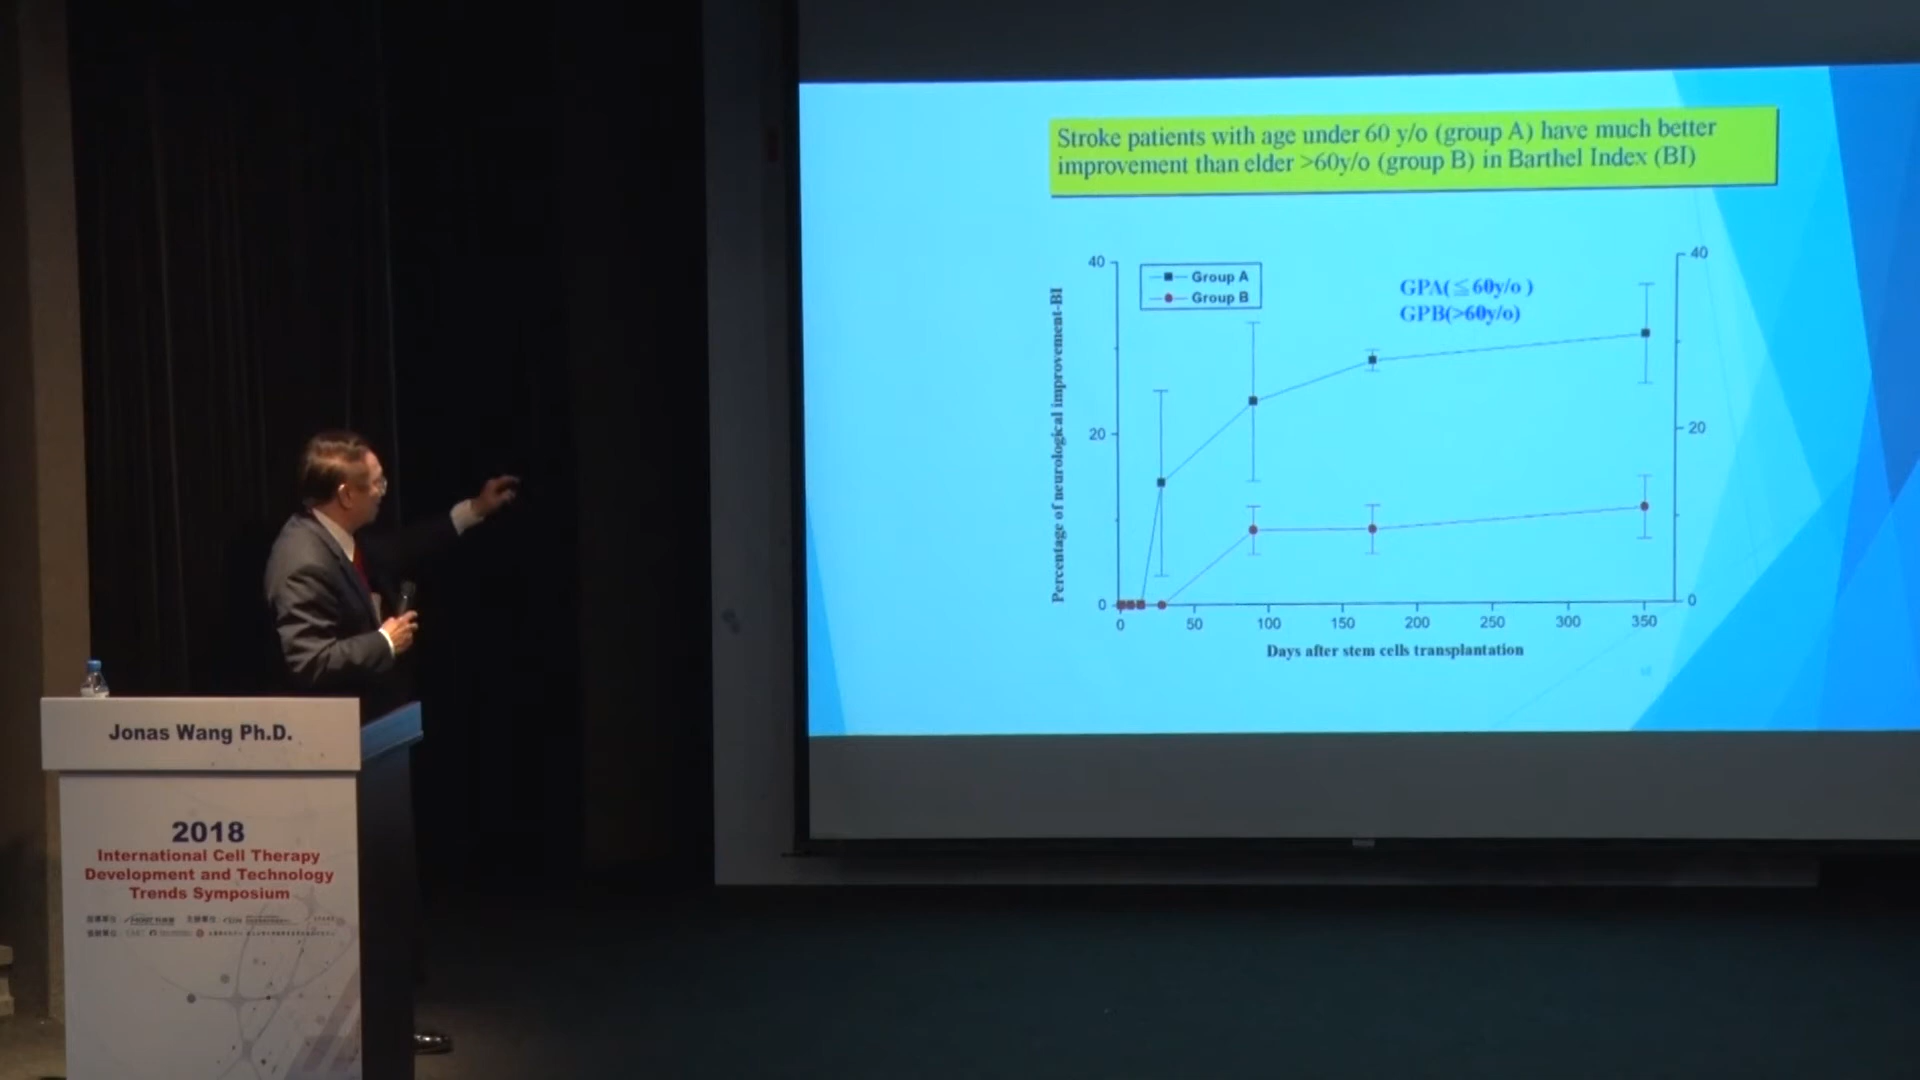 Stroke patients with age under 60 y/o (group A) have much better
improvement than elder >60y/o (group B) in Barthel Index (BI)
Percentage of neurological improvement-BI
40
20
0
Group A
Group B
GPA(≦60y/o )
GPB(>60y/o)
40
20
0
0 50 100 150 200 250 300 350
Days after stem cells transplantation
Jonas Wang Ph.D.
2018
International Cell Therapy
Development and Technology
Trends Symposium